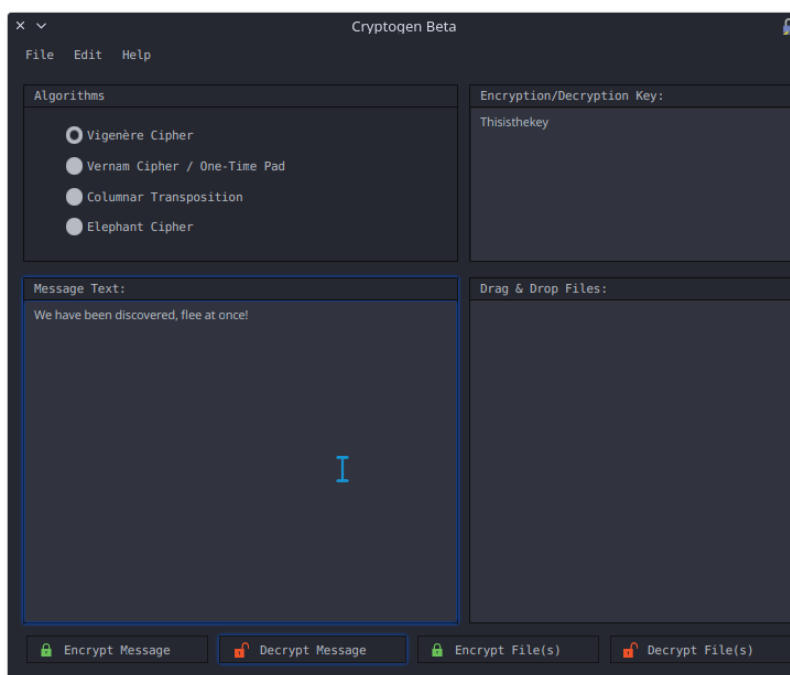 Cryptogen Beta
File Edit Help
Algorithms
Vigenère Cipher
Vernam Cipher / One-Time Pad
Columnar Transposition
Elephant Cipher
Encryption/Decryption Key:
Thisisthekey
Message Text:
We have been discovered, flee at once!
Drag & Drop Files:
Encrypt Message
Decrypt Message
Encrypt File(s)
Decrypt File(s)